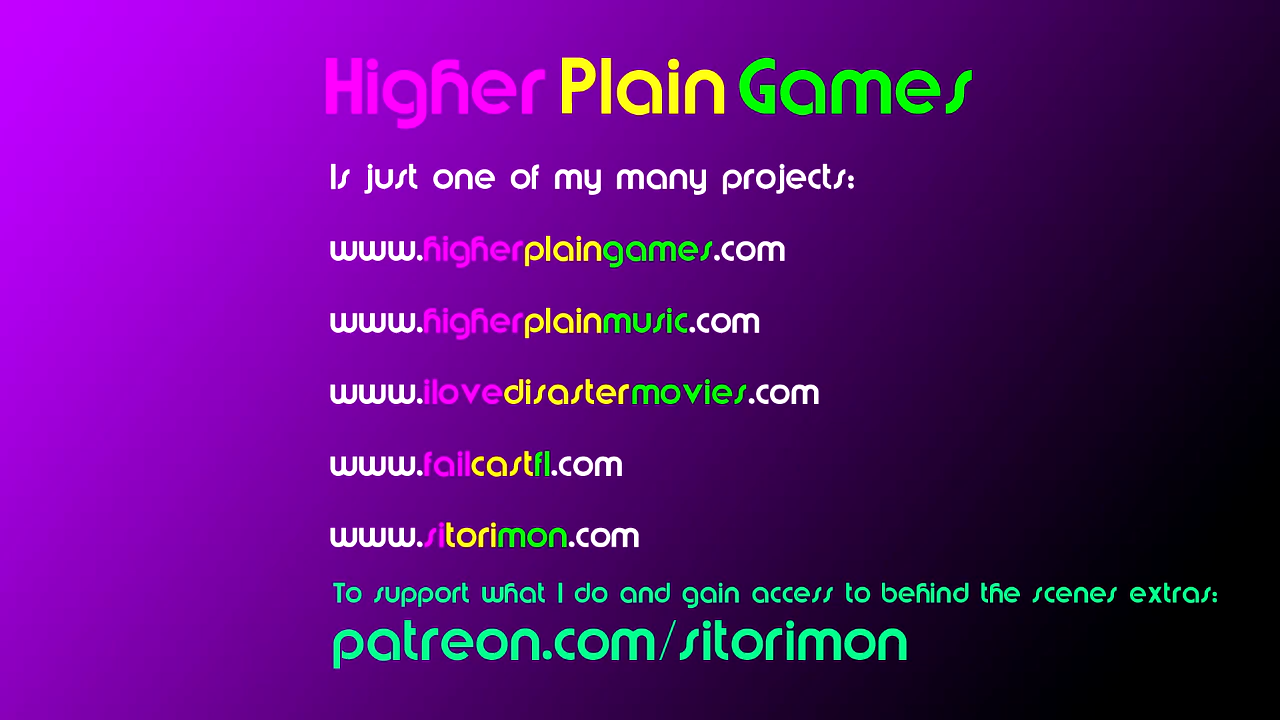 Higher Plain Games
Is just one of my many projects:
www.higherplaingames.com
www.higherplainmusic.com
www.ilovedisastermovies.com
www.failcastfl.com
www.sitorimon.com
To support what I do and gain access to behind the scenes extras:
patreon.com/sitorimon